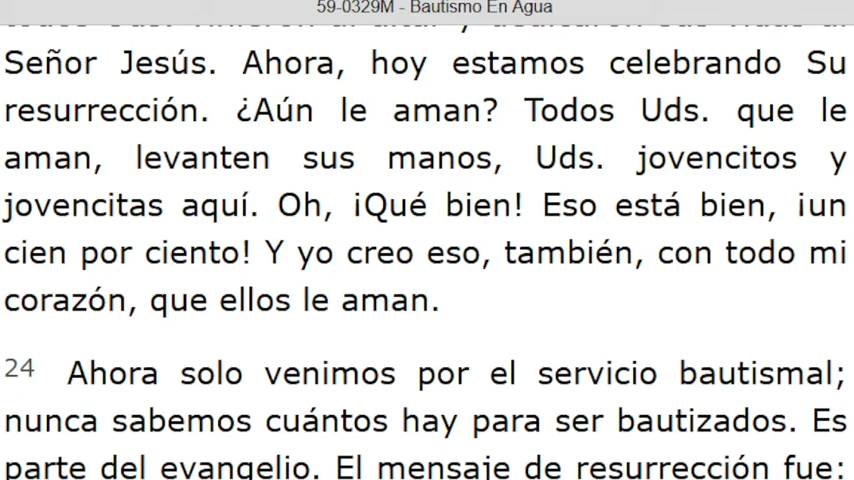 59-0329M - Bautismo En Agua
Señor Jesús. Ahora, hoy estamos celebrando Su
resurrección. ¿Aún le aman? Todos Uds. que le
aman, levanten sus manos, Uds. jovencitos y
jovencitas aquí. Oh, ¡Qué bien! Eso está bien, ¡un
cien por ciento! Y yo creo eso, también, con todo mi
corazón, que ellos le aman.
24 Ahora solo venimos por el servicio bautismal;
nunca sabemos cuántos hay para ser bautizados. Es
parte del evangelio. El mensaje de resurrección fue: